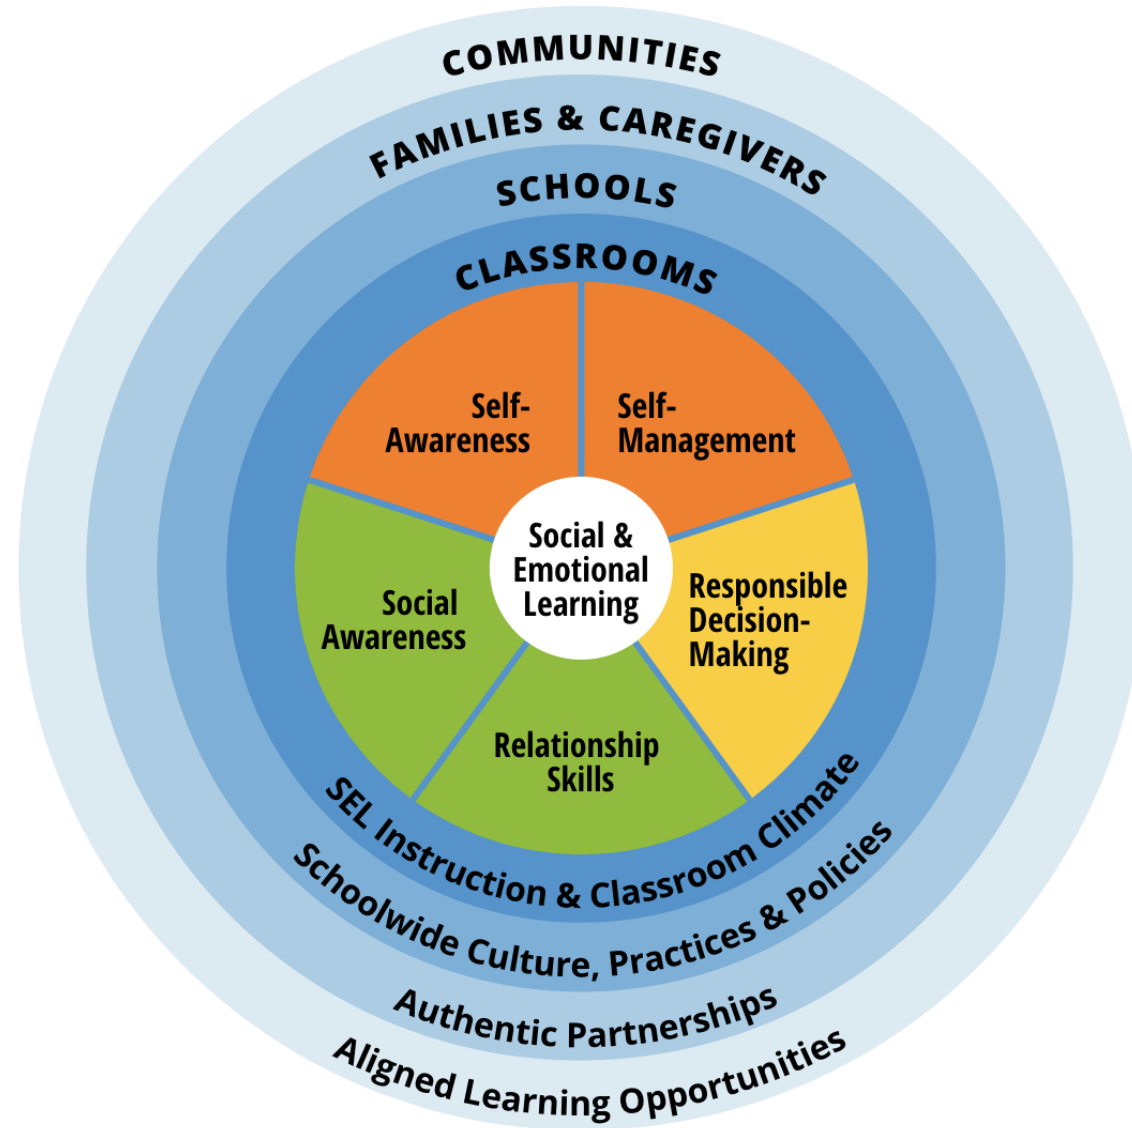 COMMUNITIES
FAMILIES & CAREGIVERS
SCHOOLS
CLASSROOMS
Self-
Awareness
Self-
Management
Social &
Emotional
Learning
Social
Awareness
Responsible
Decision-
Making
Relationship
Skills
SEL Instruction & Classroom Climate
Schoolwide Culture, Practices & Policies
Authentic Partnerships
Aligned Learning Opportunities